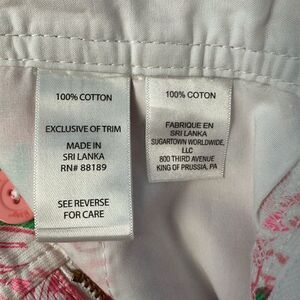 100% COTTON
EXCLUSIVE OF TRIM
MADE IN
SRI LANKA
RN# 88189
SEE REVERSE
FOR CARE
100% COTON
FABRIQUE EN
SRI LANKA
SUGARTOWN WORLDWIDE,
LLC
800 THIRD AVENUE
KING OF PRUSSIA, PA